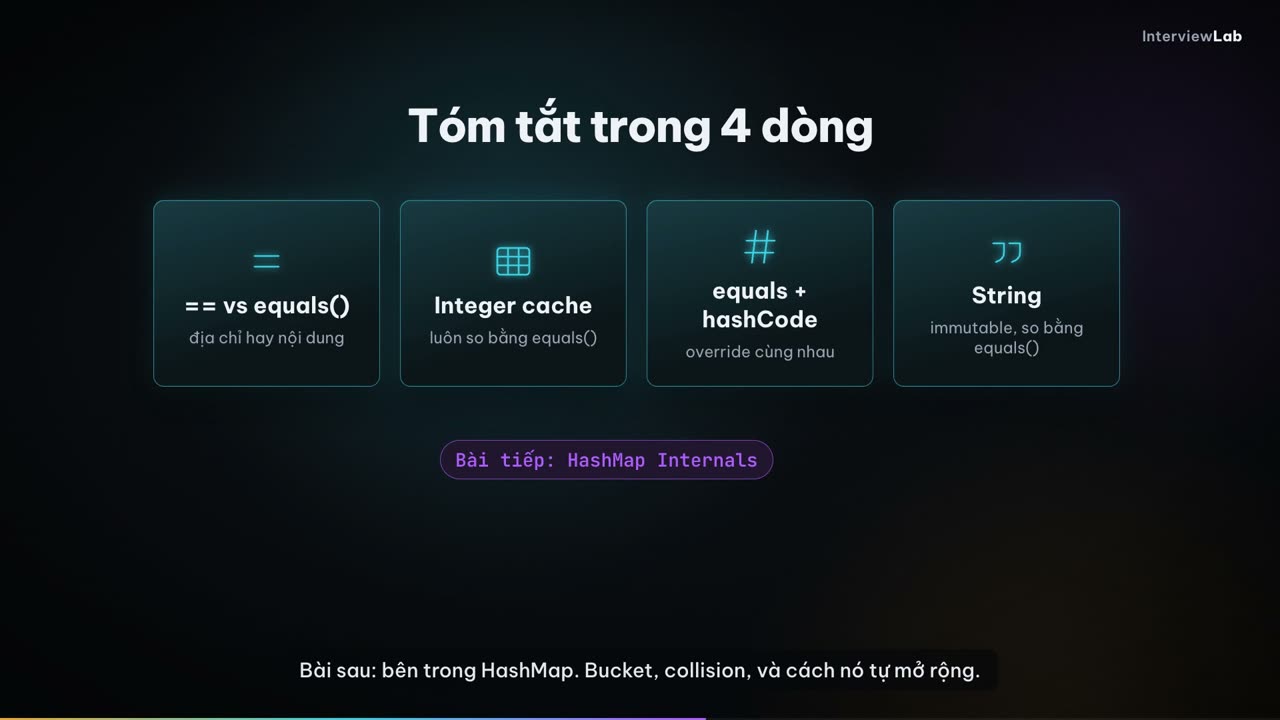 InterviewLab
Tóm tắt trong 4 dòng
== vs equals()
địa chỉ hay nội dung
Integer cache
luôn so bằng equals()
equals +
hashCode
override cùng nhau
String
immutable, so bằng
equals()
Bài tiếp: HashMap Internals
Bài sau: bên trong HashMap. Bucket, collision, và cách nó tự mở rộng.